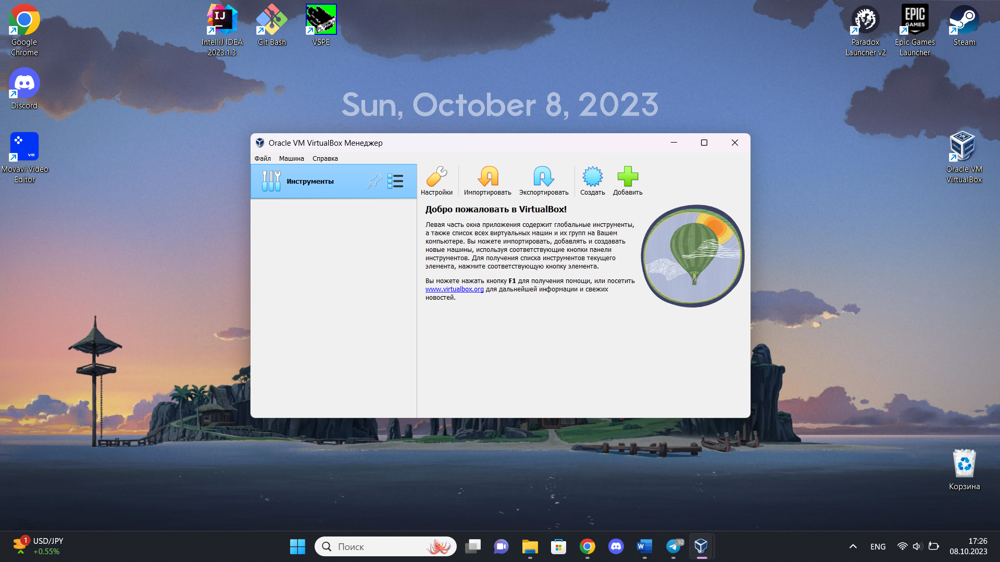 Google
Chrome
IJ
IntelliJ IDEA
2023.1.3
Git Bash
VSPE
Paradox
Launcher v2
EPIC
GAMES
Epic Games
Launcher
Steam
Discord
Sun, October 8, 2023
ve
Movavi Video
Editor
Oracle VM
VirtualBox
Oracle VM VirtualBox Менеджер
Файл Машина Справка
Инструменты
Настройки Импортировать Экспортировать Создать Добавить
Добро пожаловать в VirtualBox!
Левая часть окна приложения содержит глобальные инструменты,
а также список всех виртуальных машин и их групп на Вашем
компьютере. Вы можете импортировать, добавлять и создавать
новые машины, используя соответствующие кнопки панели
инструментов. Для получения списка инструментов текущего
элемента, нажмите соответствующую кнопку элемента.
Вы можете нажать кнопку F1 для получения помощи, или посетить
www.virtualbox.org для дальнейшей информации и свежих
новостей.
Корзина
1
USD/JPY
+0.55%
Поиск
W
92
ENG
17:26
08.10.2023